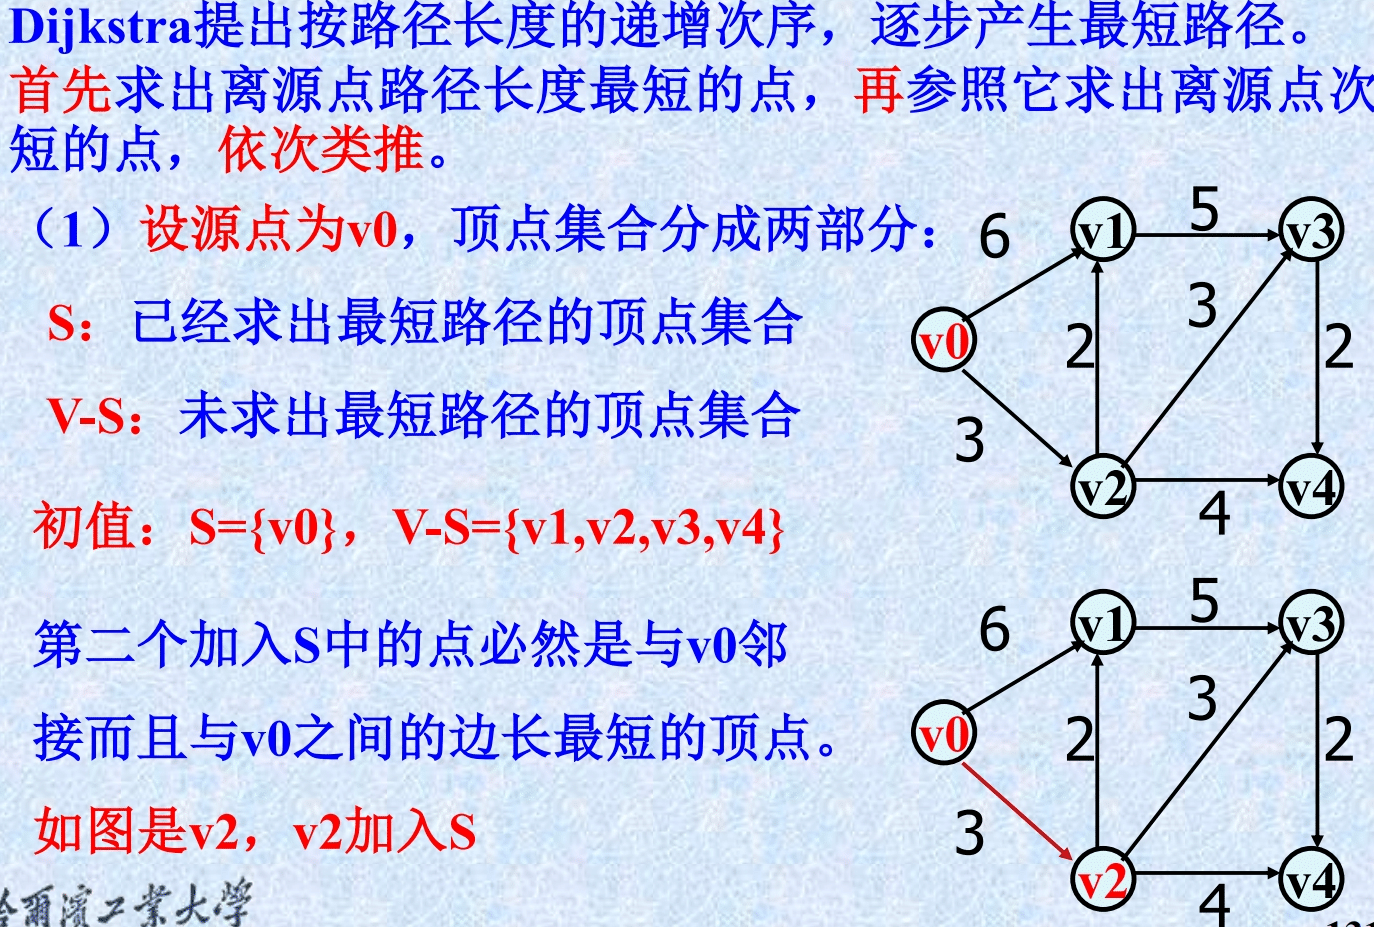 Dijkstra提出按路径长度的递增次序，逐步产生最短路径。
首先求出离源点路径长度最短的点，再参照它求出离源点次
短的点，依次类推。
（1）设源点为v0，顶点集合分成两部分：
S：已经求出最短路径的顶点集合
V-S：未求出最短路径的顶点集合
初值：S={v0}，V-S={v1,v2,v3,v4}
6 v1 5 v3
v0 2 3 2
3 v2 4 v4
第二个加入S中的点必然是与v0邻
接而且与v0之间的边长最短的顶点。
如图是v2，v2加入S
6 v1 5 v3
v0 2 3 2
3 v2 4 v4
哈爾濱工業大學